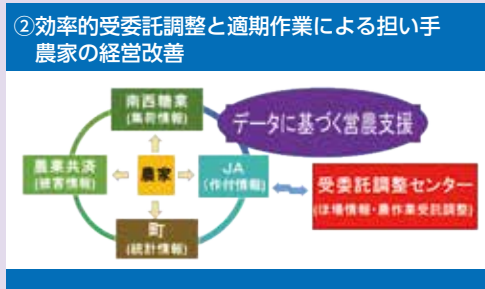 ②効率的受委託調整と適期作業による担い手
農家の経営改善
南西糖業
(集荷情報)
データに基づく営農支援
農業共済
(被害情報)
農家
JA
(作付情報)
受委託調整センター
(ほ場情報・農作業受託調整)
町
(統計情報)